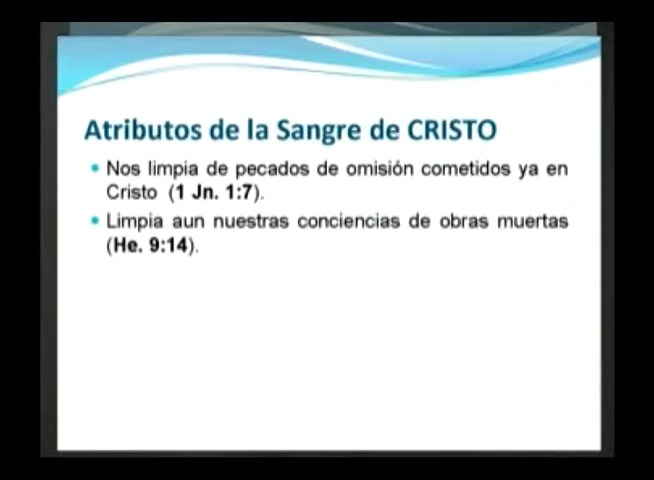 Atributos de la Sangre de CRISTO
• Nos limpia de pecados de omisión cometidos ya en
Cristo (1 Jn. 1:7).
• Limpia aun nuestras conciencias de obras muertas
(He. 9:14).